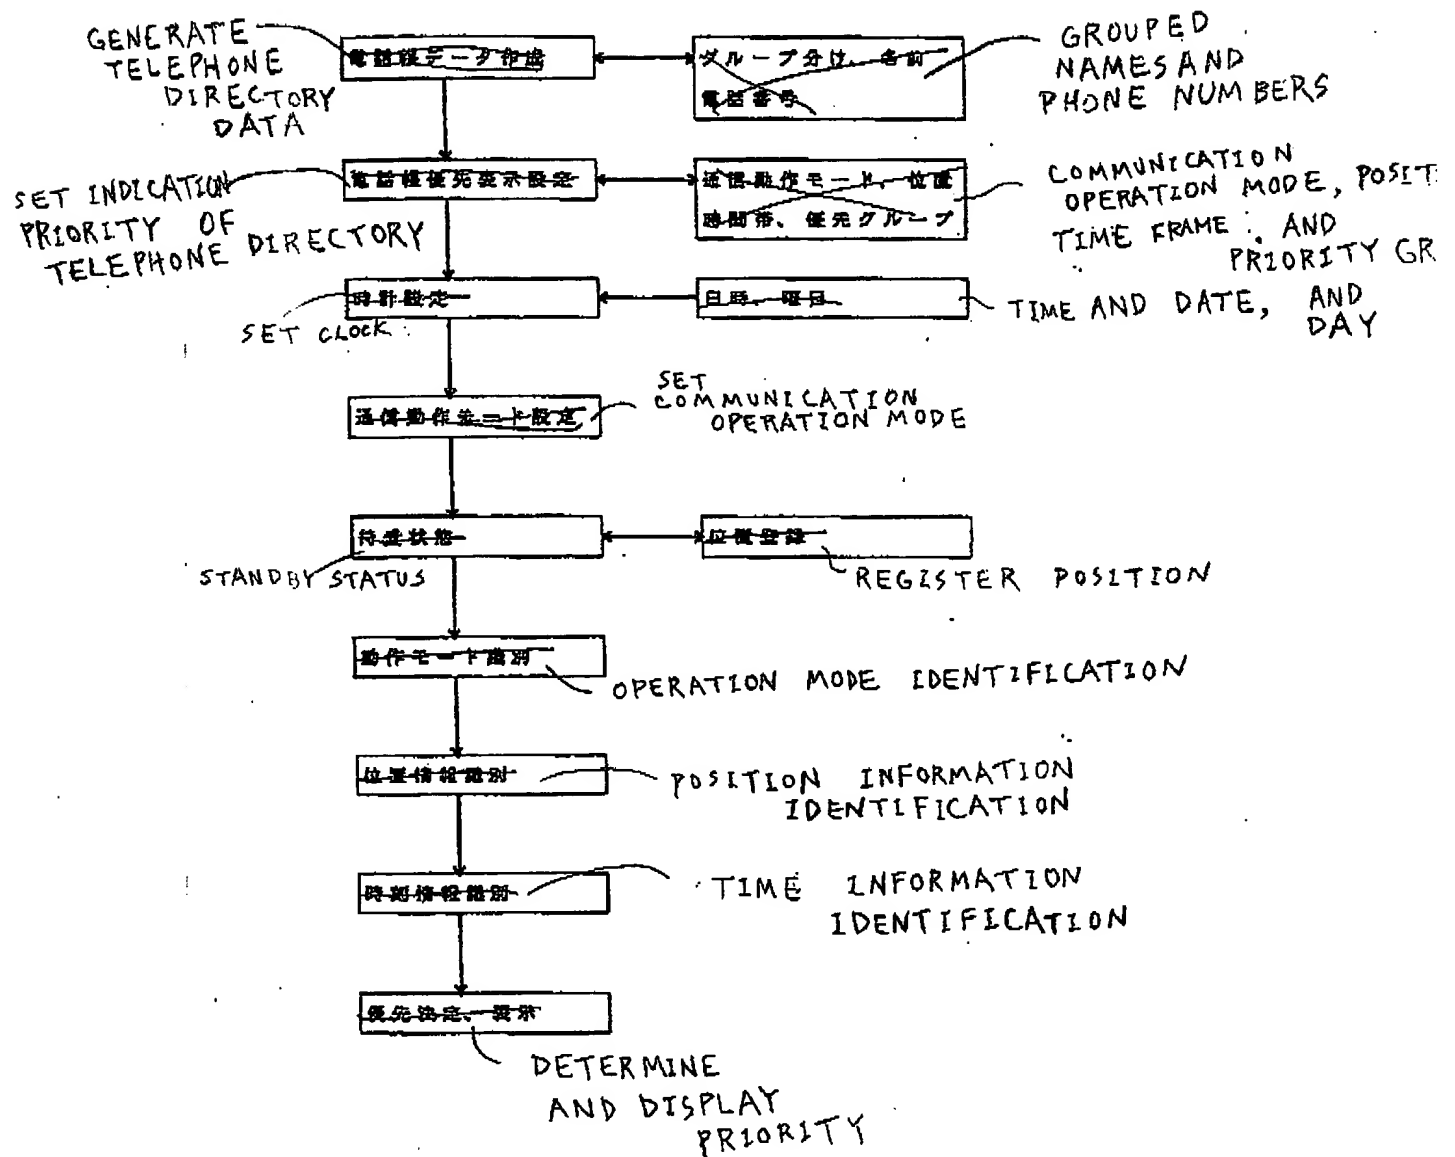 GENERATE
TELEPHONE
DIRECTORY
DATA
電話帳データ作成
グループ分け、名前
電話番号
GROUPED
NAMES AND
PHONE NUMBERS
SET INDICATION
PRIORITY OF
TELEPHONE DIRECTORY
電話帳優先表示設定
通信動作モード、位置
時間帯、優先グループ
COMMUNICATION
OPERATION MODE, POSIT
TIME FRAME, AND
PRIORITY GR
時計設定
SET CLOCK
日時、曜日
TIME AND DATE, AND
DAY
通信動作モード設定
SET
COMMUNICATION
OPERATION MODE
待受状態
STANDBY STATUS
位置登録
REGISTER POSITION
動作モード識別
OPERATION MODE IDENTIFICATION
位置情報識別
POSITION INFORMATION
IDENTIFICATION
時刻情報識別
TIME INFORMATION
IDENTIFICATION
優先決定、表示
DETERMINE
AND DISPLAY
PRIORITY